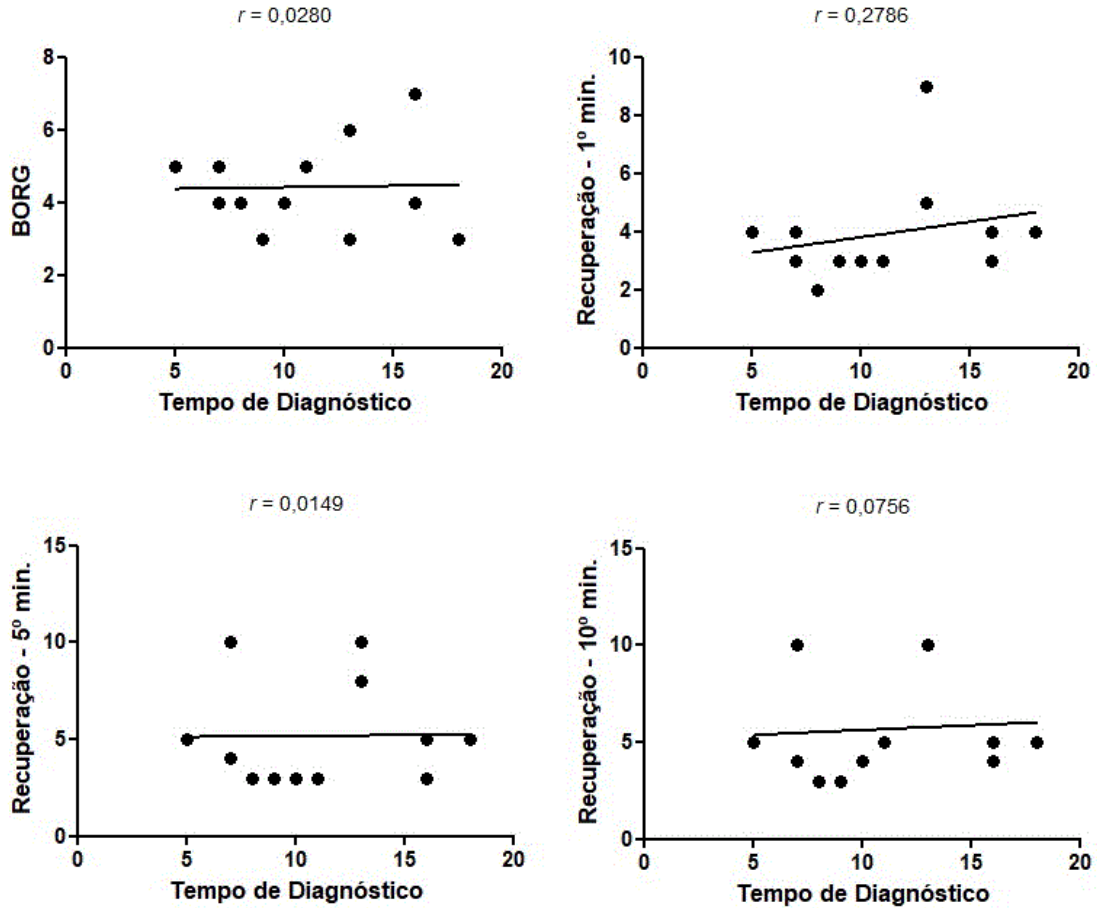 r = 0,0280
8
6
4
2
0
BORG
0 5 10 15 20
Tempo de Diagnóstico
r = 0,2786
10
8
6
4
2
0
Recuperação - 1º min.
0 5 10 15 20
Tempo de Diagnóstico
r = 0,0149
15
10
5
0
Recuperação - 5º min.
0 5 10 15 20
Tempo de Diagnóstico
r = 0,0756
15
10
5
0
Recuperação - 10º min.
0 5 10 15 20
Tempo de Diagnóstico